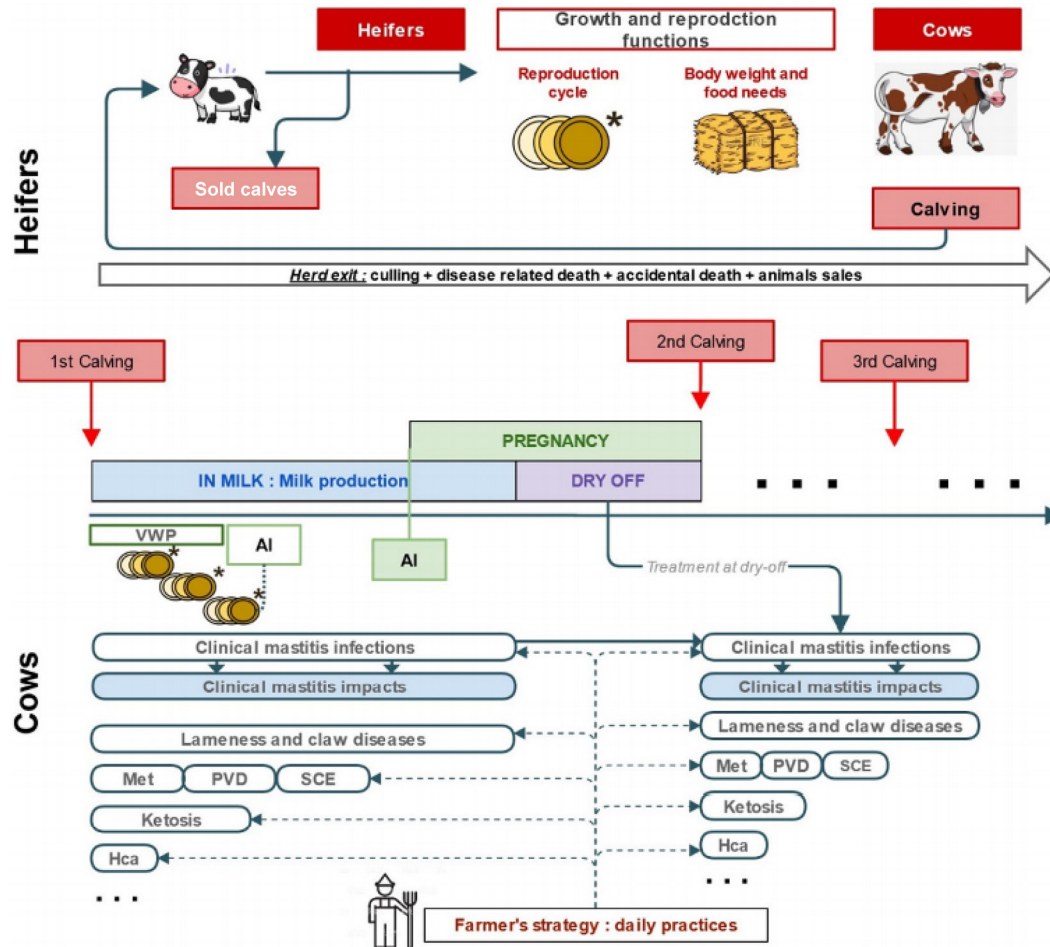 Heifers
Heifers
Growth and reprodction
functions
Cows
Reproduction
cycle
*
Body weight and
food needs
Sold calves
Calving
Herd exit : culling + disease related death + accidental death + animals sales
1st Calving
2nd Calving
3rd Calving
PREGNANCY
IN MILK : Milk production
DRY OFF
. . .
. . .
VWP
*
*
*
AI
AI
Treatment at dry-off
Cows
Clinical mastitis infections
Clinical mastitis infections
Clinical mastitis impacts
Clinical mastitis impacts
Lameness and claw diseases
Lameness and claw diseases
Met PVD SCE
Met PVD SCE
Ketosis
Ketosis
Hca
Hca
. . .
. . .
Farmer's strategy : daily practices